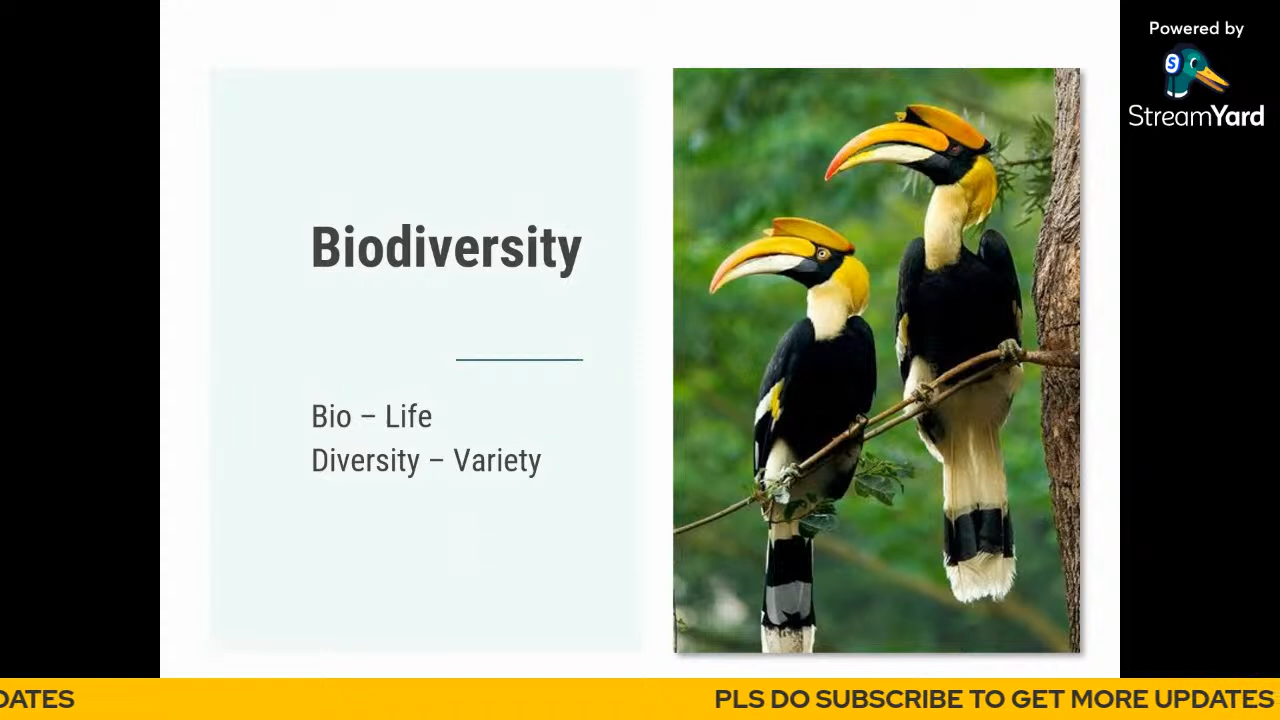 Powered by
StreamYard
Biodiversity
Bio – Life
Diversity – Variety
DATES
PLS DO SUBSCRIBE TO GET MORE UPDATES